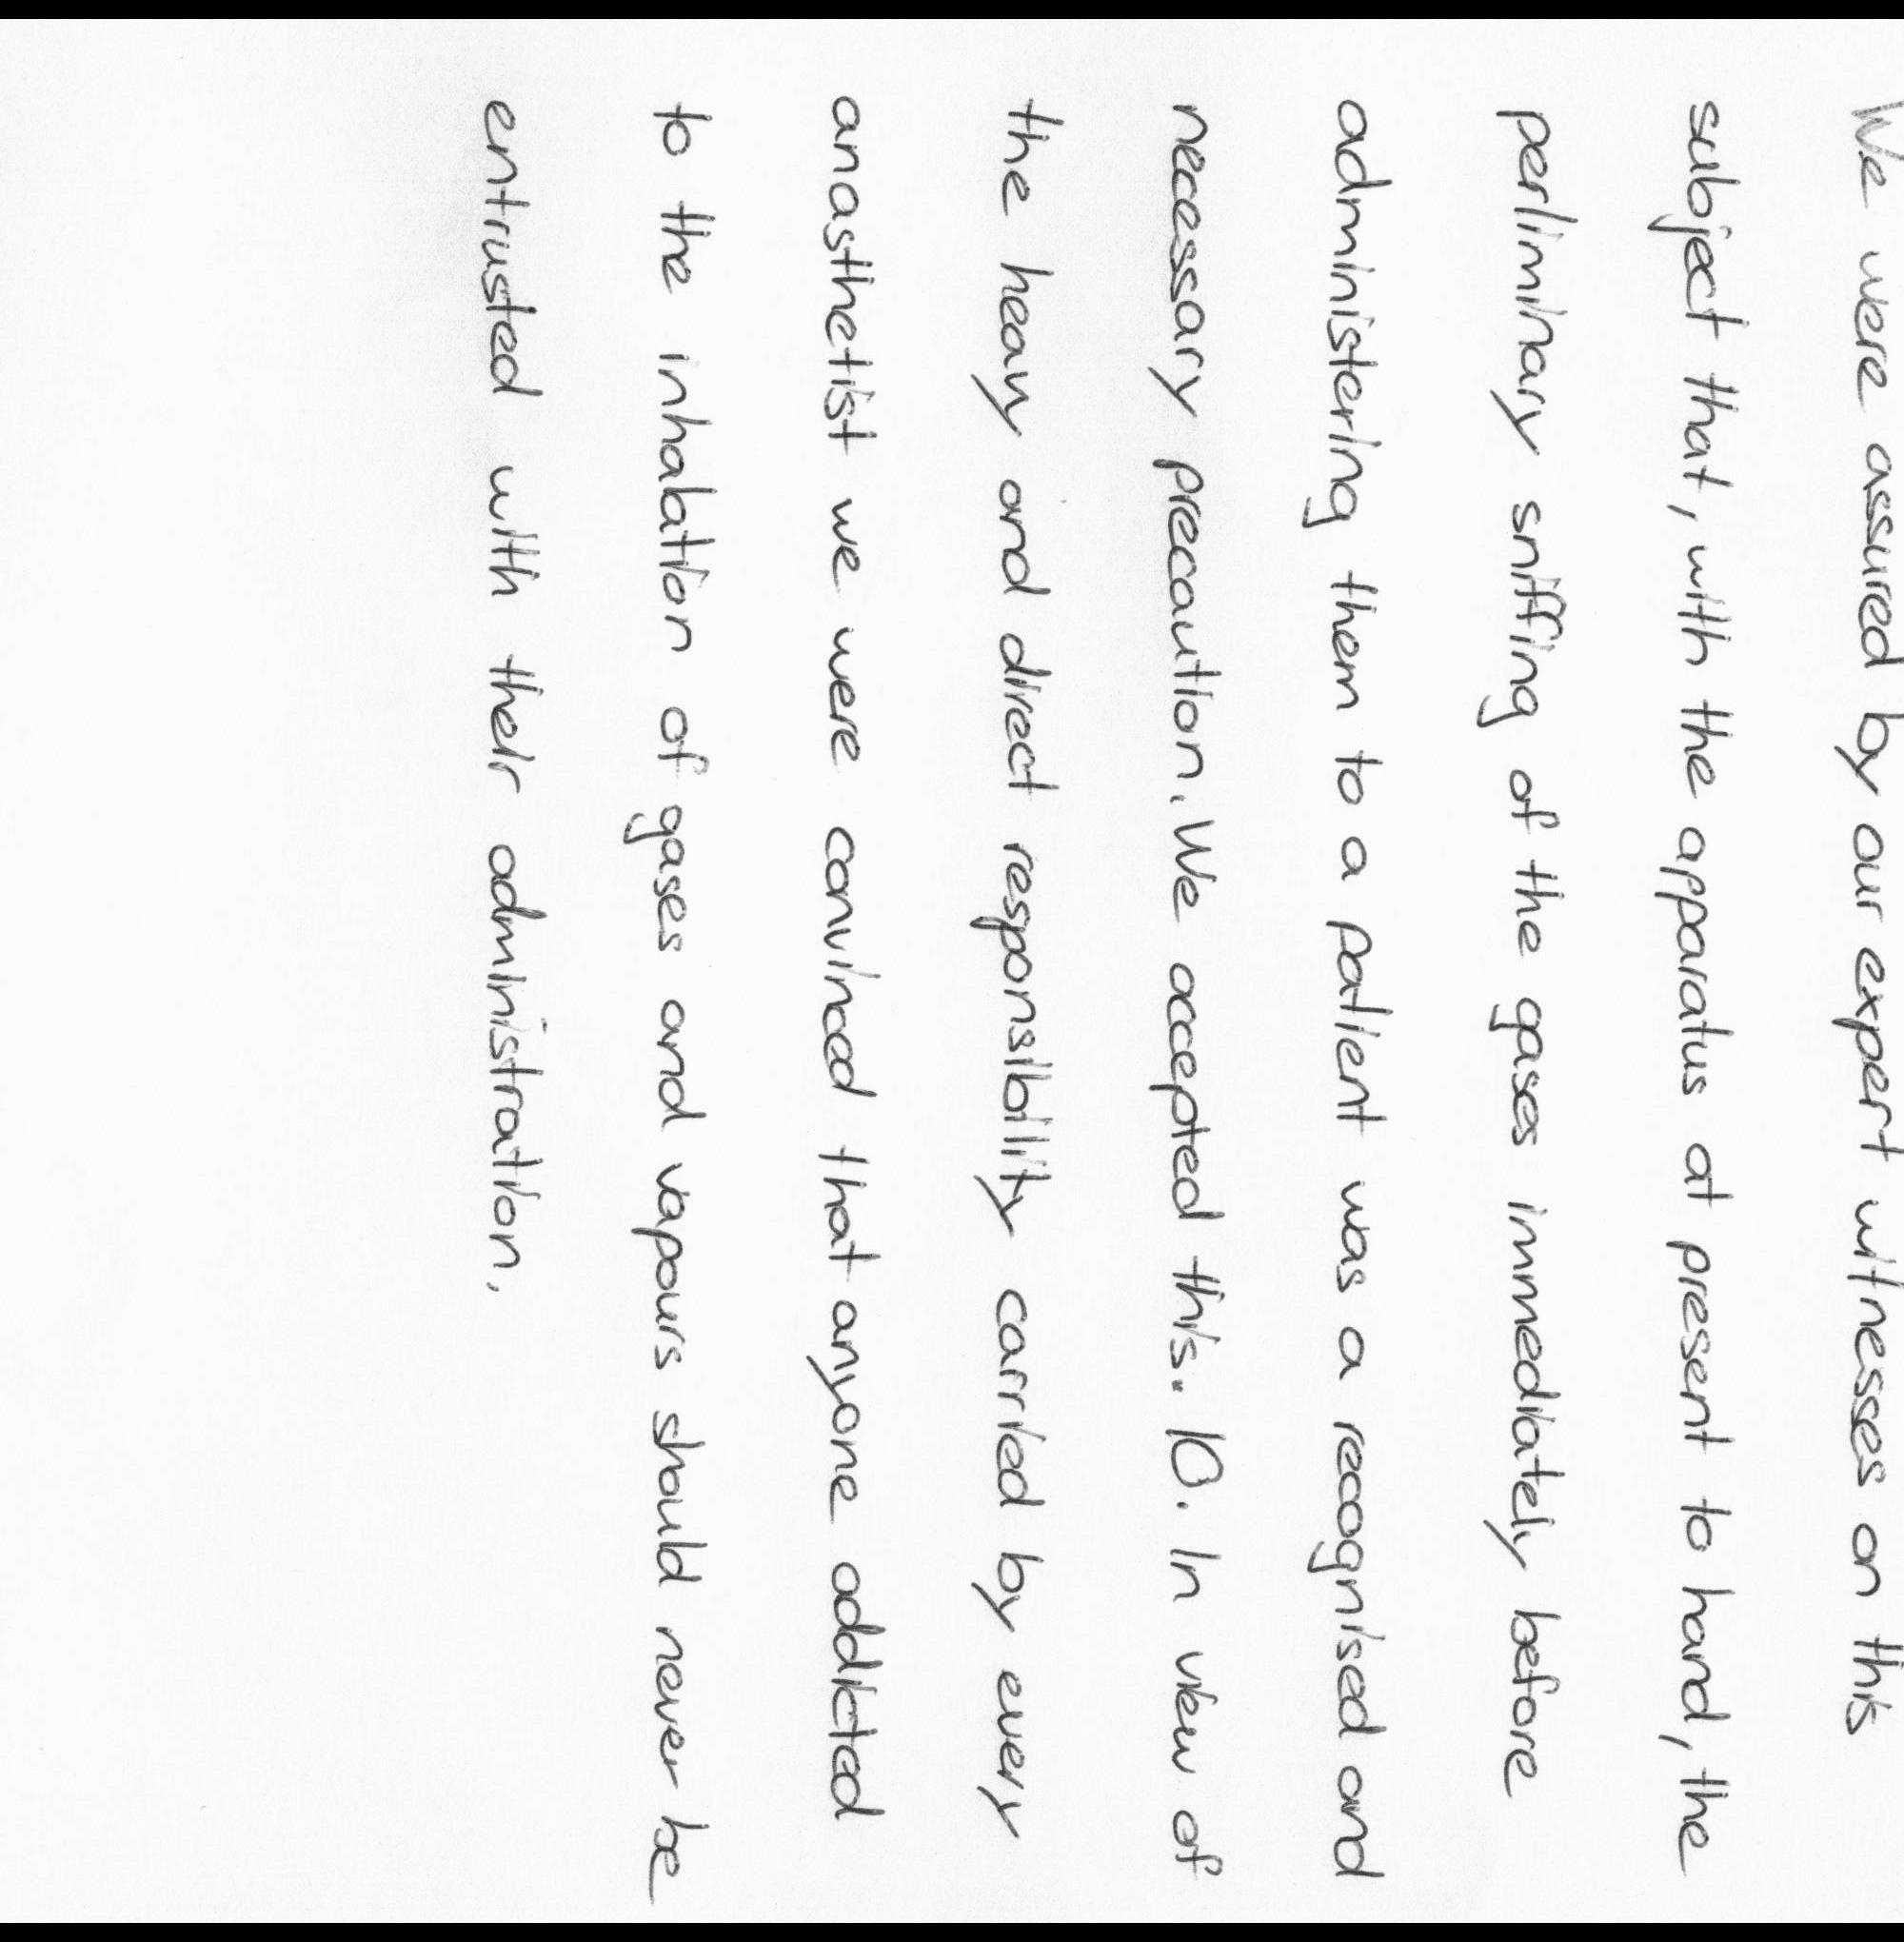 We were assured by our expert witnesses on this
subject that, with the apparatus at present to hand, the
perliminary sniffing of the gases immediately before
administering them to a patient was a recognised and
necessary precaution. We accepted this. 10. In view of
the heavy and direct responsibility carried by every
anasthetist we were convinced that anyone addicted
to the inhalation of gases and vapours should never be
entrusted with their administration.